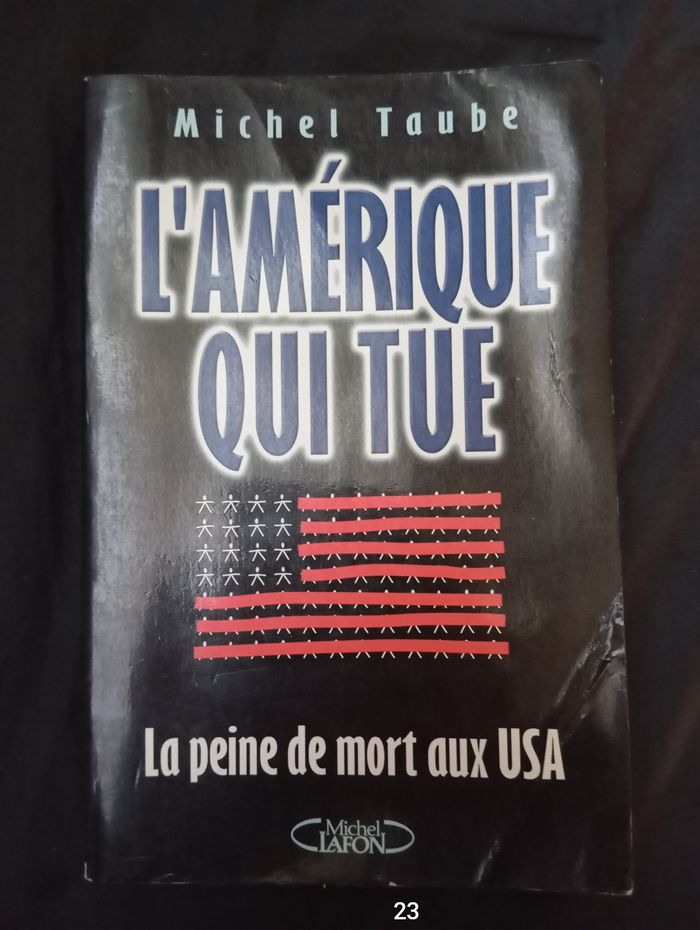 Michel Taube
L'AMÉRIQUE
QUI TUE
La peine de mort aux USA
Michel
LAFON
23